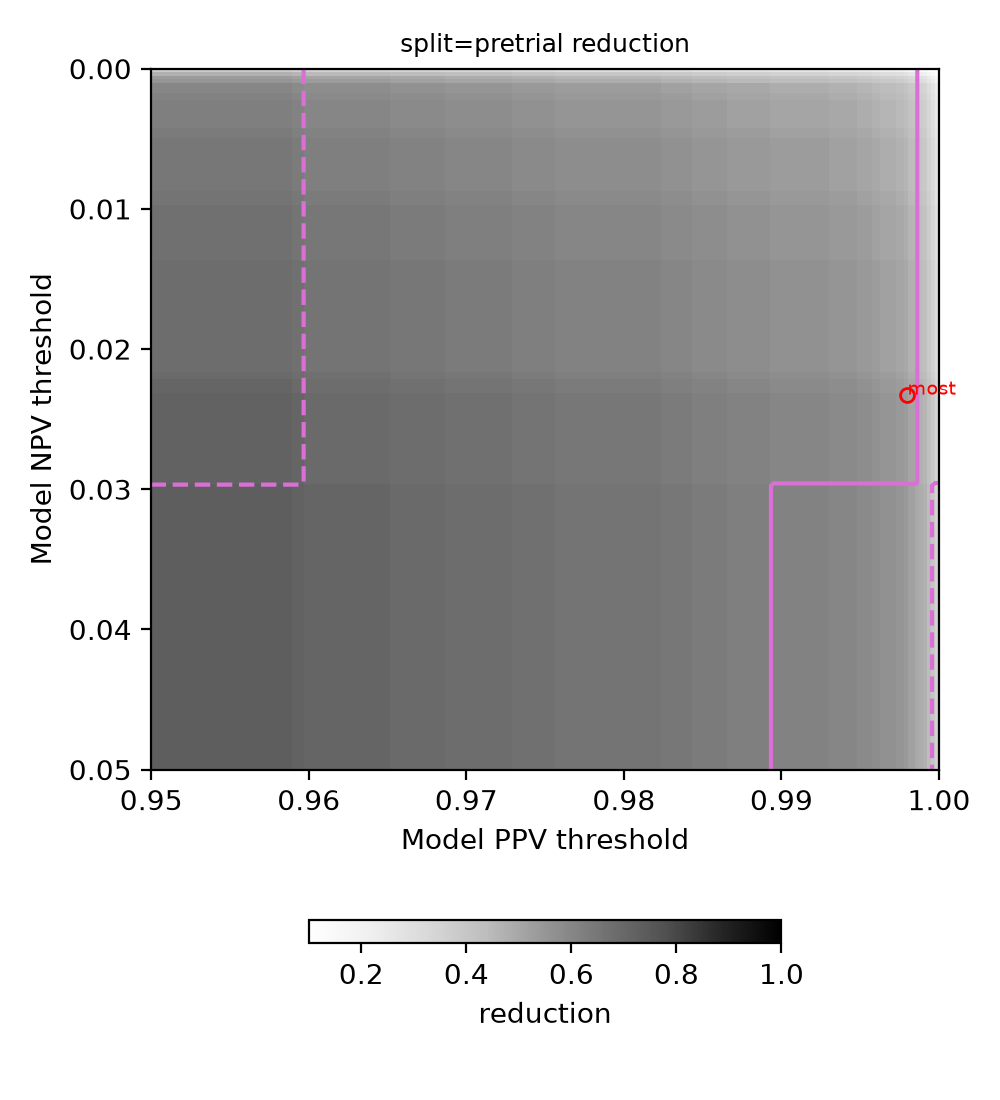 split=pretrial reduction
0.00
0.01
0.02
0.03
0.04
0.05
Model NPV threshold
most
0.95 0.96 0.97 0.98 0.99 1.00
Model PPV threshold
0.2 0.4 0.6 0.8 1.0
reduction